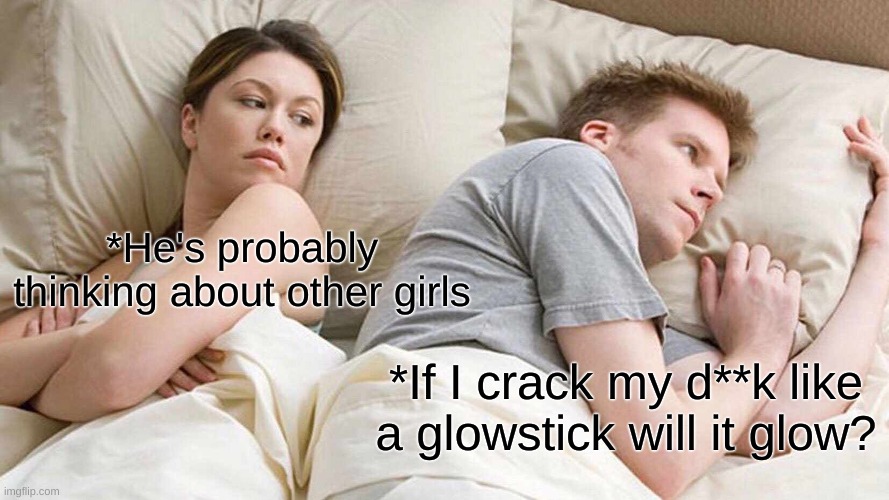 *He's probably
thinking about other girls
*If I crack my d**k like
a glowstick will it glow?
imgflip.com